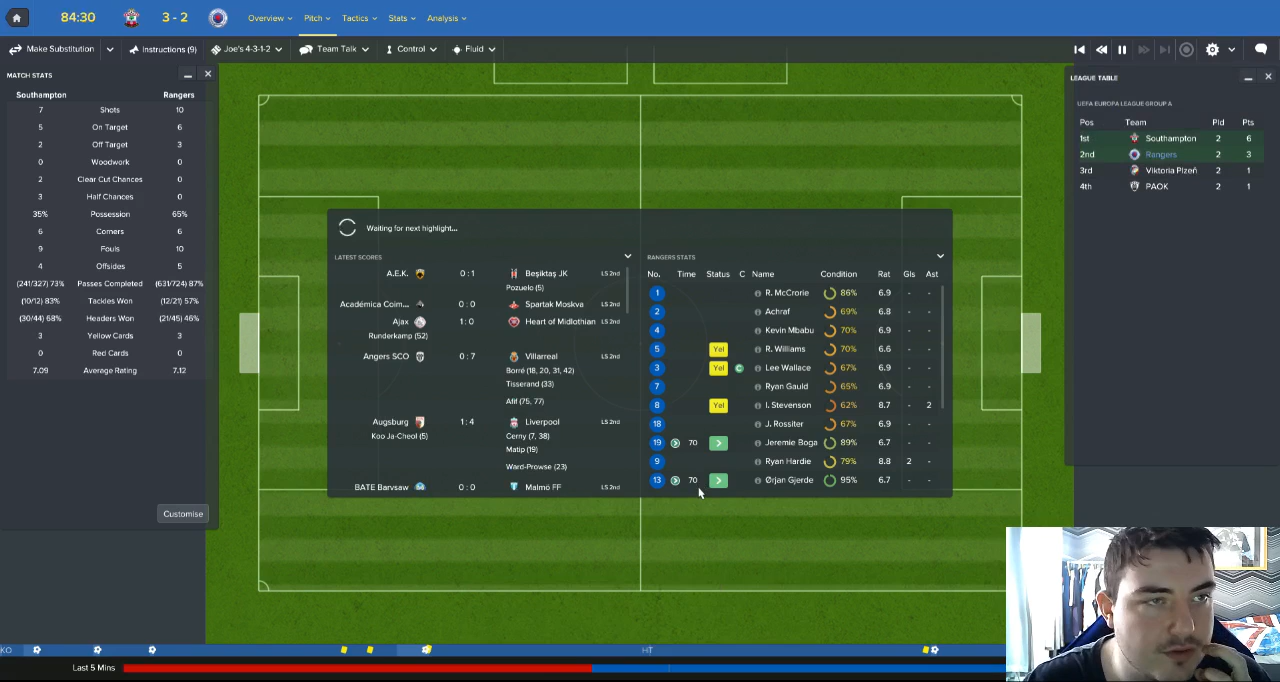 84:30 3 - 2 Overview Pitch Tactics Stats Analysis
Make Substitution Instructions (9) Joe's 4-3-1-2 Team Talk Control Fluid
MATCH STATS
Southampton Rangers
7 Shots 10
5 On Target 6
2 Off Target 3
0 Woodwork 0
2 Clear Cut Chances 0
3 Half Chances 0
35% Possession 65%
6 Corners 6
9 Fouls 10
4 Offsides 5
(241/327) 73% Passes Completed (631/724) 87%
(10/12) 83% Tackles Won (12/21) 57%
(30/44) 68% Headers Won (21/45) 46%
3 Yellow Cards 3
0 Red Cards 0
7.09 Average Rating 7.12
Customise
Waiting for next highlight...
LATEST SCORES
A.E.K. 0 : 1 Beşiktaş JK LS 2nd
Pozuelo (5)
Académica Coim... 0 : 0 Spartak Moskva LS 2nd
Ajax 1 : 0 Heart of Midlothian LS 2nd
Runderkamp (52)
Angers SCO 0 : 7 Villarreal LS 2nd
Borré (18, 20, 31, 42)
Tisserand (33)
Afif (75, 77)
Augsburg 1 : 4 Liverpool LS 2nd
Koo Ja-Cheol (5) Cerny (7, 38)
Matip (19)
Ward-Prowse (23)
BATE Barysaw 0 : 0 Malmö FF LS 2nd
RANGERS STATS
No. Time Status C Name Condition Rat Gls Ast
1 R. McCrorie 86% 6.9 - -
2 Achraf 69% 6.8 - -
4 Kevin Mbabu 70% 6.9 - -
5 Yel R. Williams 70% 6.6 - -
3 Yel C Lee Wallace 67% 6.9 - -
7 Ryan Gauld 65% 6.9 - -
8 Yel I. Stevenson 62% 8.7 - 2
18 J. Rossiter 67% 6.9 - -
19 70 Jeremie Boga 89% 6.7 - -
9 Ryan Hardie 79% 8.8 2 -
13 70 Ørjan Gjerde 95% 6.7 - -
LEAGUE TABLE
UEFA EUROPA LEAGUE GROUP A
Pos Team Pld Pts
1st Southampton 2 6
2nd Rangers 2 3
3rd Viktoria Plzeň 2 1
4th PAOK 2 1
KO HT
Last 5 Mins